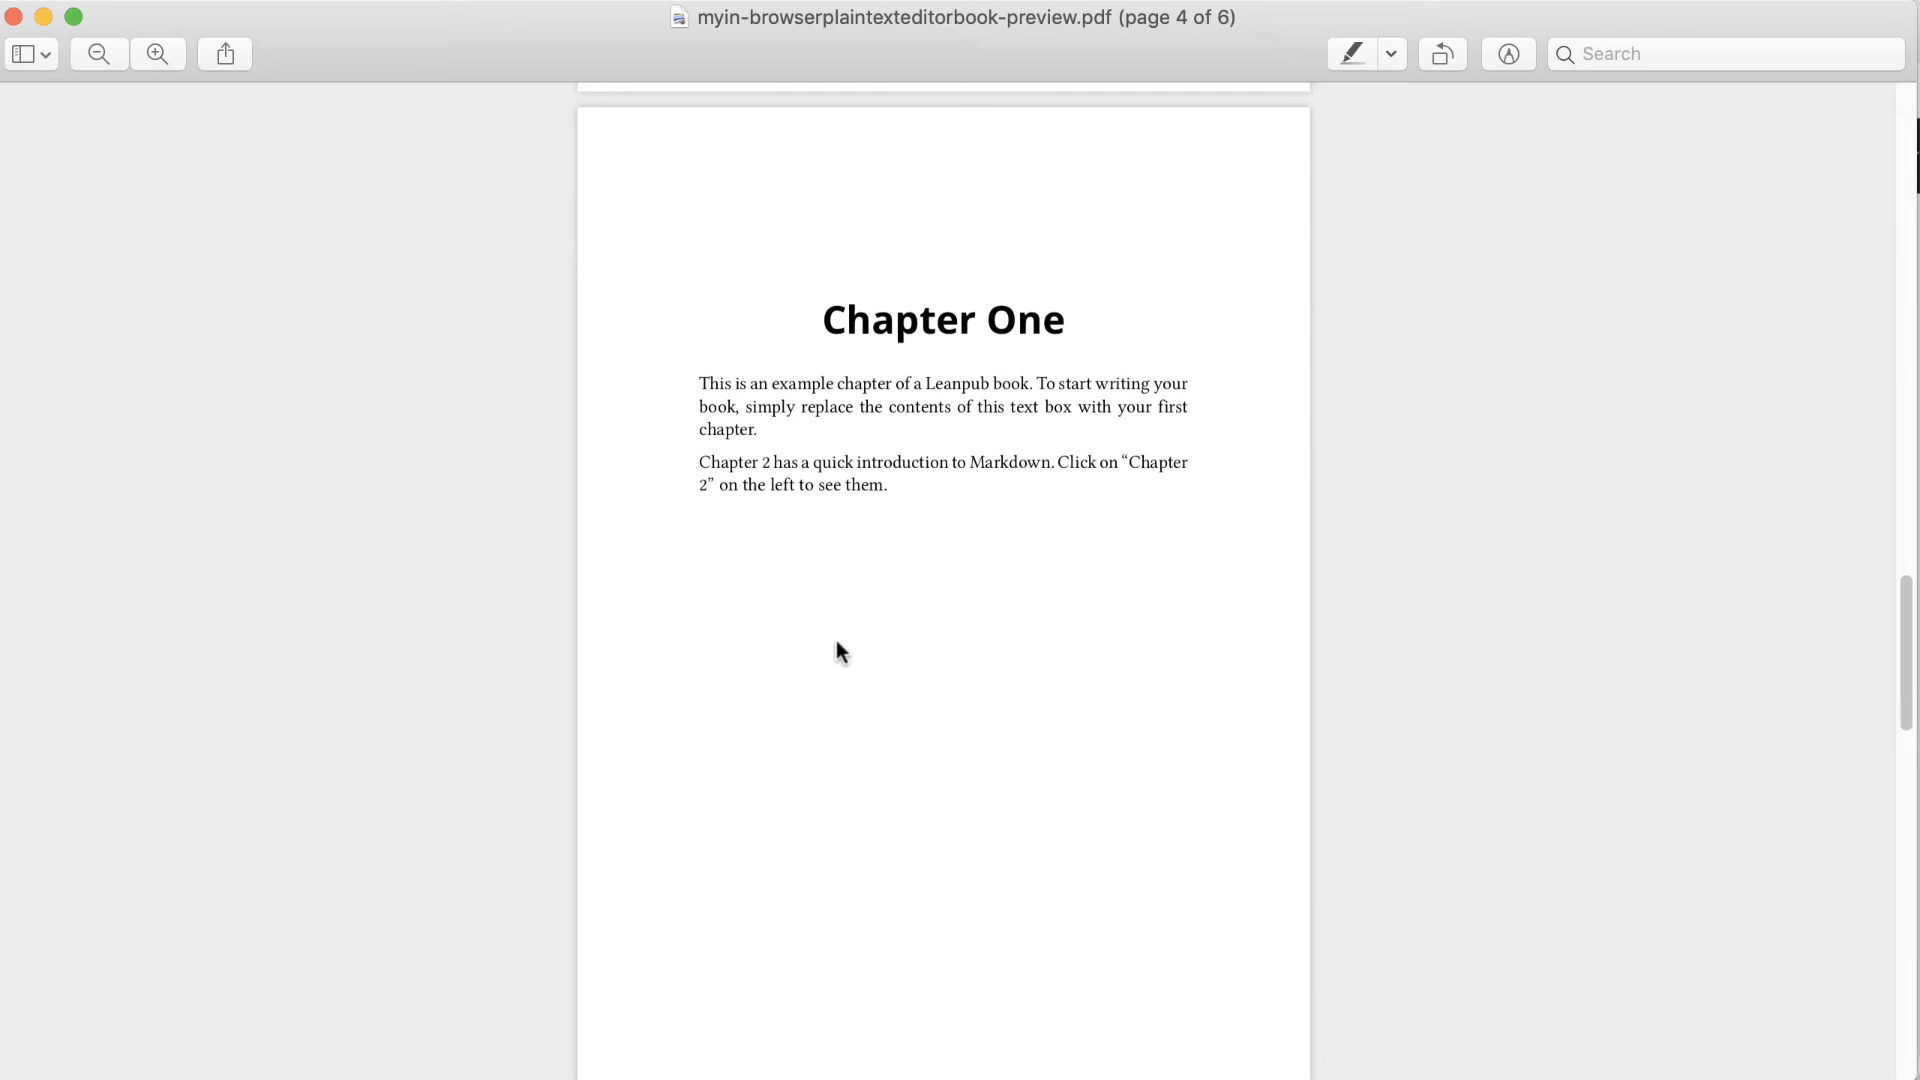 myin-browserplaintexteditorbook-preview.pdf (page 4 of 6)
Search
Chapter One
This is an example chapter of a Leanpub book. To start writing your
book, simply replace the contents of this text box with your first
chapter.
Chapter 2 has a quick introduction to Markdown. Click on “Chapter
2” on the left to see them.